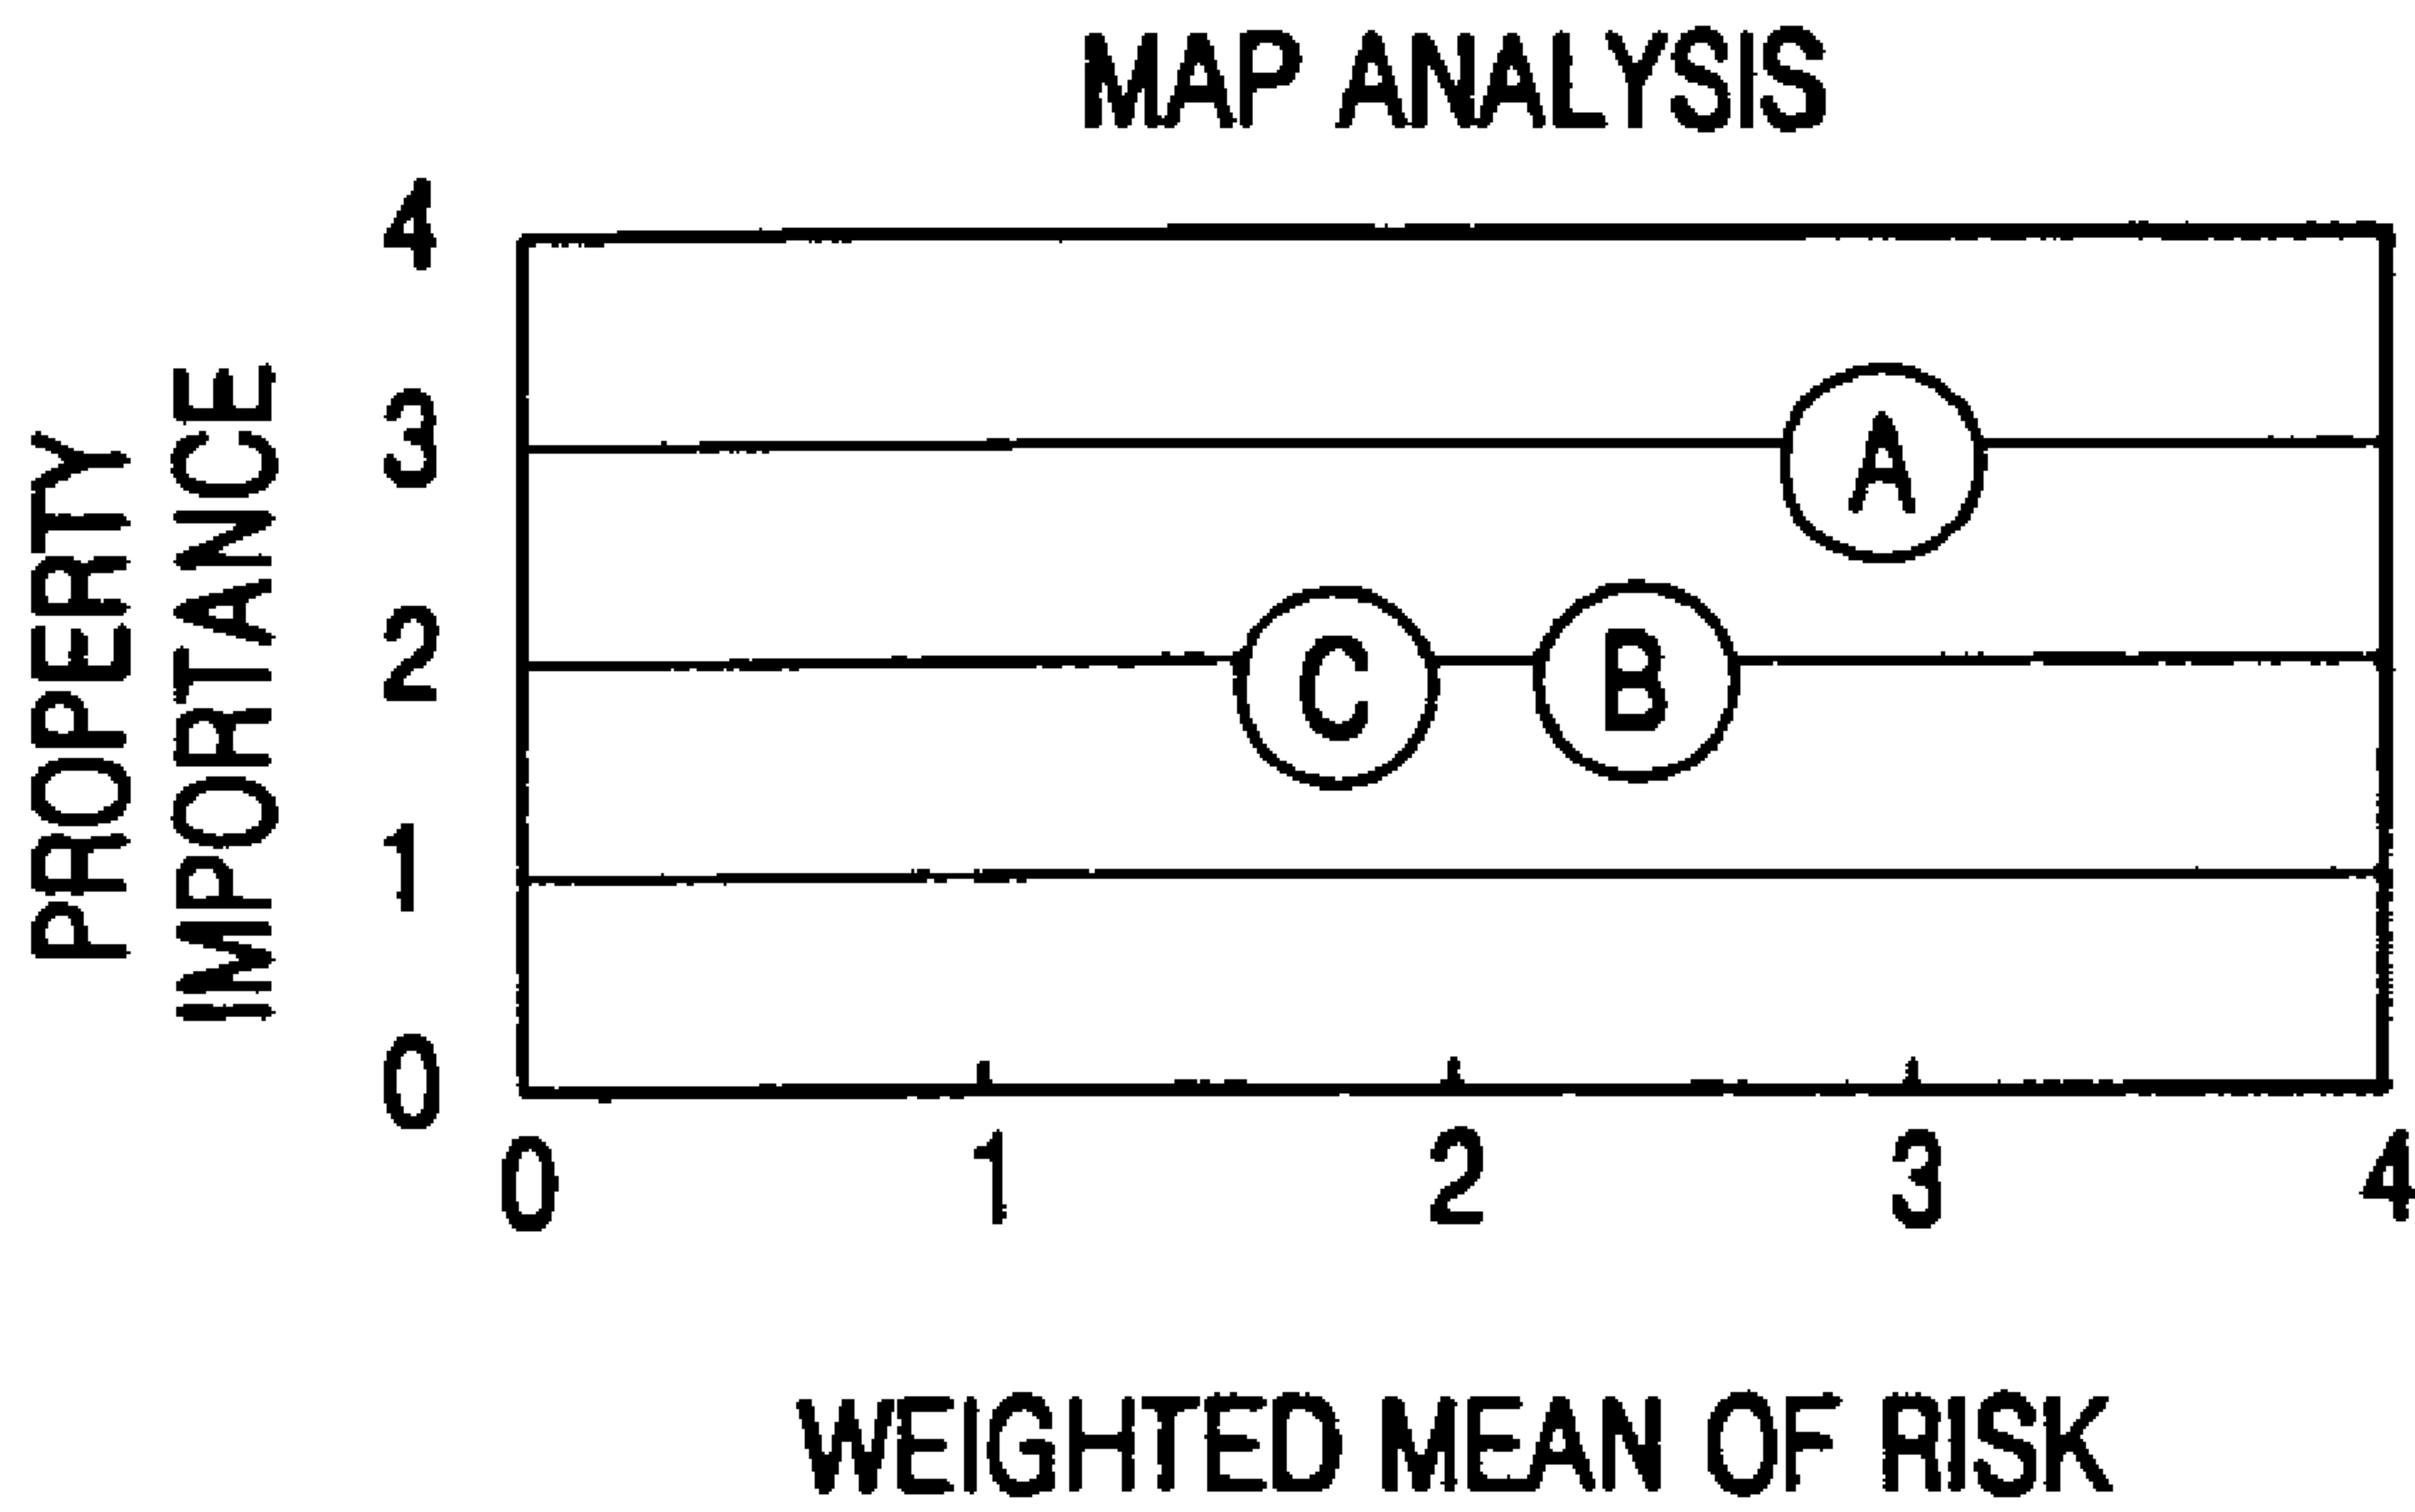 MAP ANALYSIS
PROPERTY
IMPORTANCE
4
3
2
1
0
A
C
B
0 1 2 3 4
WEIGHTED MEAN OF RISK